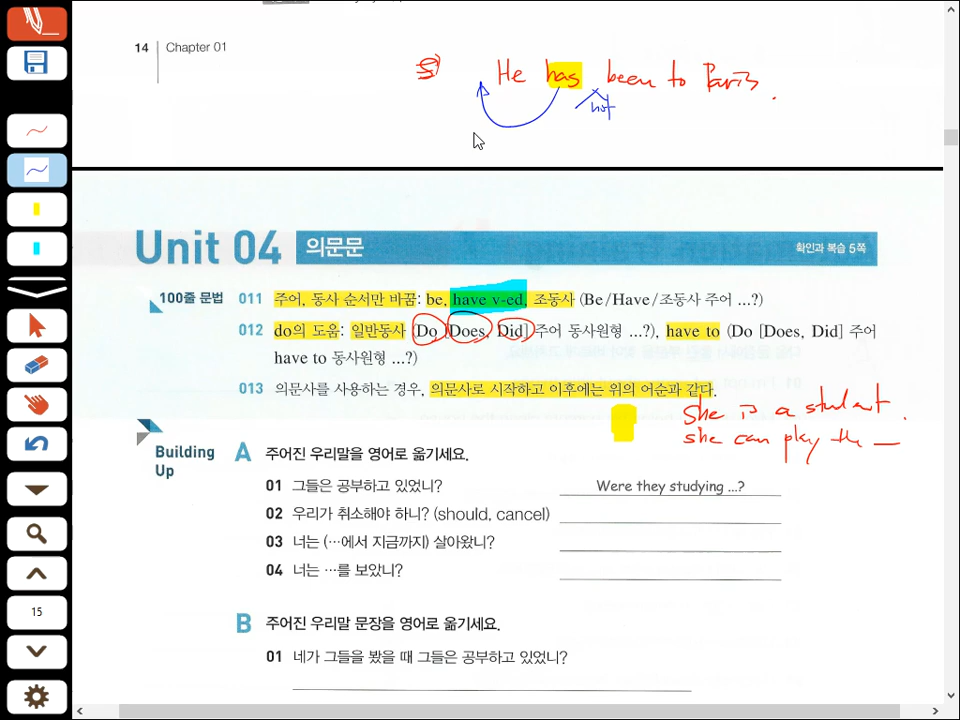 14 Chapter 01
He has been to Paris.
not
Unit 04 의문문 확인과 복습 5쪽
100줄 문법 011 주어, 동사 순서만 바꿈: be, have v-ed, 조동사 (Be/Have/조동사 주어 ...?)
012 do의 도움: 일반동사 (Do [Does, Did] 주어 동사원형 ...?), have to (Do [Does, Did] 주어
have to 동사원형 ...?)
013 의문사를 사용하는 경우, 의문사로 시작하고 이후에는 위의 어순과 같다.
She is a student.
she can play the
Building Up
A 주어진 우리말을 영어로 옮기세요.
01 그들은 공부하고 있었니? Were they studying ...?
02 우리가 취소해야 하니? (should, cancel)
03 너는 (…에서 지금까지) 살아왔니?
04 너는 …를 보았니?
B 주어진 우리말 문장을 영어로 옮기세요.
01 네가 그들을 봤을 때 그들은 공부하고 있었니?
15